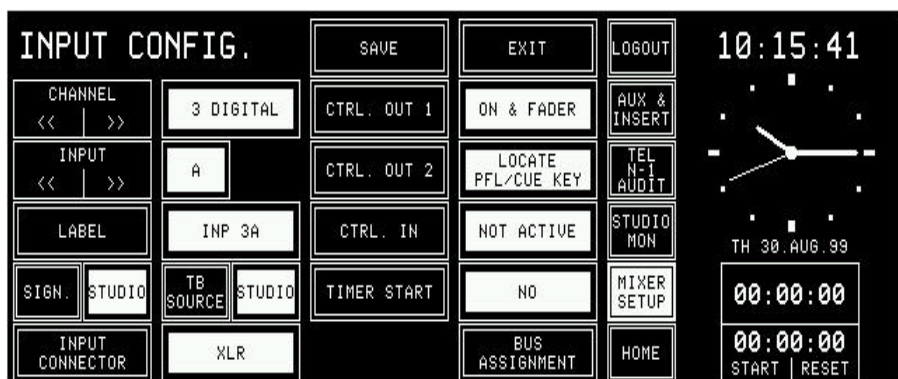 INPUT CONFIG.
SAVE
EXIT
LOGOUT
10:15:41
CHANNEL
<< | >>
3 DIGITAL
CTRL. OUT 1
ON & FADER
AUX &
INSERT
INPUT
<< | >>
A
CTRL. OUT 2
LOCATE
PFL/CUE KEY
TEL
N-1
AUDIT
LABEL
INP 3A
CTRL. IN
NOT ACTIVE
STUDIO
MON
TH 30.AUG.99
SIGN.
STUDIO
TB
SOURCE
STUDIO
TIMER START
NO
MIXER
SETUP
00:00:00
INPUT
CONNECTOR
XLR
BUS
ASSIGNMENT
HOME
00:00:00
START | RESET